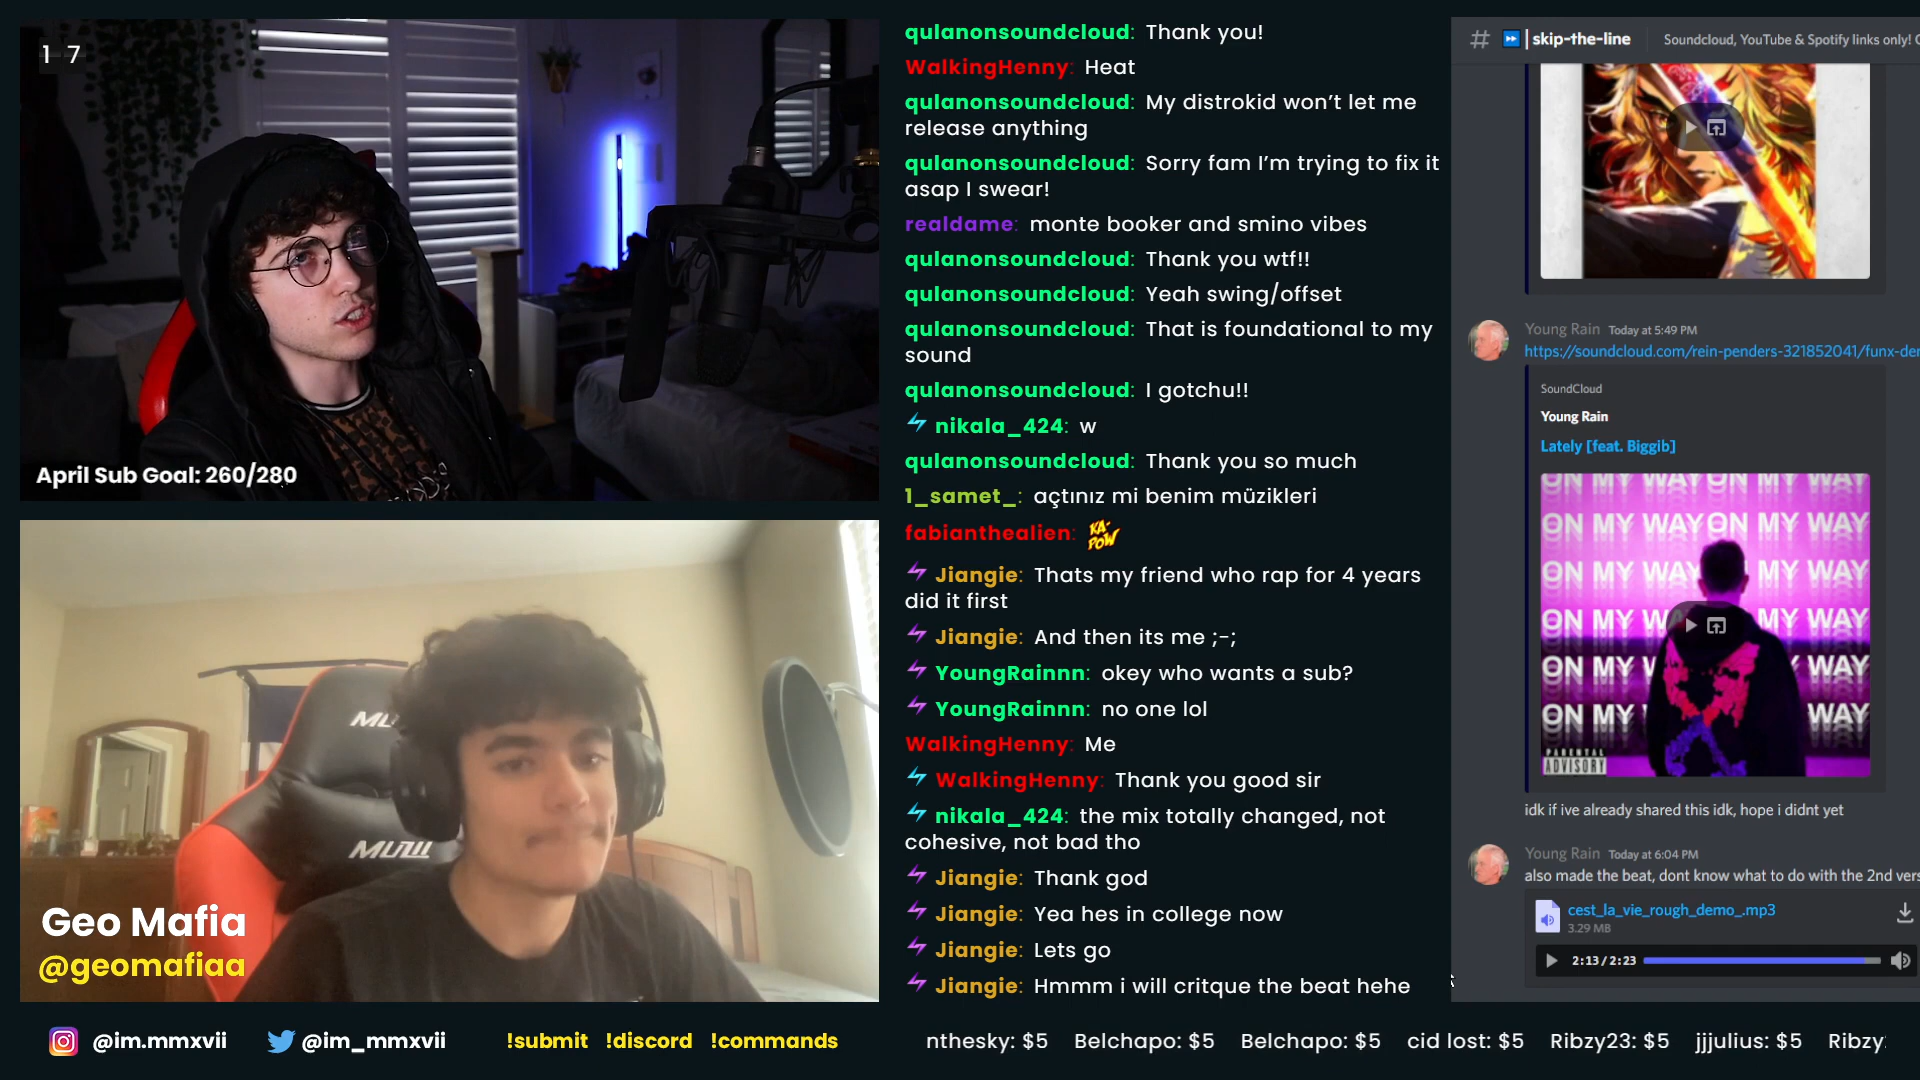 1 7
April Sub Goal: 260/280
MUZLL
Geo Mafia
@geomafiaa
@im.mmxvii
@im_mmxvii
!submit !discord !commands
qulanonsoundcloud: Thank you!
WalkingHenny: Heat
qulanonsoundcloud: My distrokid won't let me
release anything
qulanonsoundcloud: Sorry fam I'm trying to fix it
asap I swear!
realdame: monte booker and smino vibes
qulanonsoundcloud: Thank you wtf!!
qulanonsoundcloud: Yeah swing/offset
qulanonsoundcloud: That is foundational to my
sound
qulanonsoundcloud: I gotchu!!
nikala_424: w
qulanonsoundcloud: Thank you so much
1_samet_: açtınız mi benim müzikleri
fabianthealien: KA-
POW
Jiangie: Thats my friend who rap for 4 years
did it first
Jiangie: And then its me ;-;
YoungRainnn: okey who wants a sub?
YoungRainnn: no one lol
WalkingHenny: Me
WalkingHenny: Thank you good sir
nikala_424: the mix totally changed, not
cohesive, not bad tho
Jiangie: Thank god
Jiangie: Yea hes in college now
Jiangie: Lets go
Jiangie: Hmmm i will critque the beat hehe
nthesky: $5 Belchapo: $5 Belchapo: $5 cid lost: $5 Ribzy23: $5 jjjulius: $5 Ribzy
# | skip-the-line Soundcloud, YouTube & Spotify links only!
Young Rain Today at 5:49 PM
https://soundcloud.com/rein-penders-321852041/funx-de
SoundCloud
Young Rain
Lately [feat. Biggib]
ON MY WAY ON MY WAY
ON MY WAY ON MY WAY
ON MY WAY MY WAY
ON MY WAY MY WAY
ON MY WAY
ON MY WAY
PARENTAL
ADVISORY
idk if ive already shared this idk, hope i didnt yet
Young Rain Today at 6:04 PM
also made the beat, dont know what to do with the 2nd vers
cest_la_vie_rough_demo_.mp3
3.29 MB
2:13 / 2:23